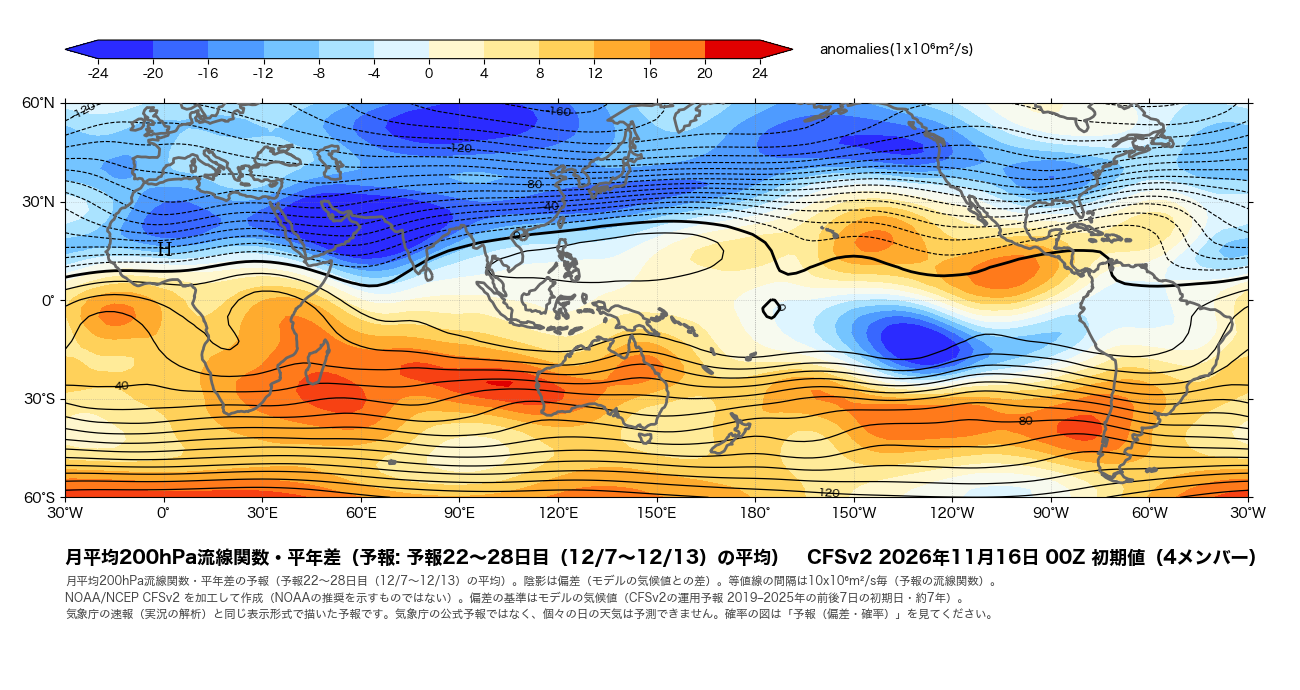 anomalies(1x10⁶m²/s)
-24 -20 -16 -12 -8 -4 0 4 8 12 16 20 24
60°N
30°N
0°
30°S
60°S
-120
-160
-120
-80
-40
H
0
0
40
80
120
30°W 0° 30°E 60°E 90°E 120°E 150°E 180° 150°W 120°W 90°W 60°W 30°W
月平均200hPa流線関数・平年差（予報: 予報22〜28日目（12/7〜12/13）の平均） CFSv2 2026年11月16日 00Z 初期値（4メンバー）
月平均200hPa流線関数・平年差の予報（予報22〜28日目（12/7〜12/13）の平均）。陰影は偏差（モデルの気候値との差）。等値線の間隔は10x10⁶m²/s毎（予報の流線関数）。
NOAA/NCEP CFSv2 を加工して作成（NOAAの推奨を示すものではない）。偏差の基準はモデルの気候値（CFSv2の運用予報 2019–2025年の前後7日の初期日・約7年）。
気象庁の速報（実況の解析）と同じ表示形式で描いた予報です。気象庁の公式予報ではなく、個々の日の天気は予測できません。確率の図は「予報（偏差・確率）」を見てください。